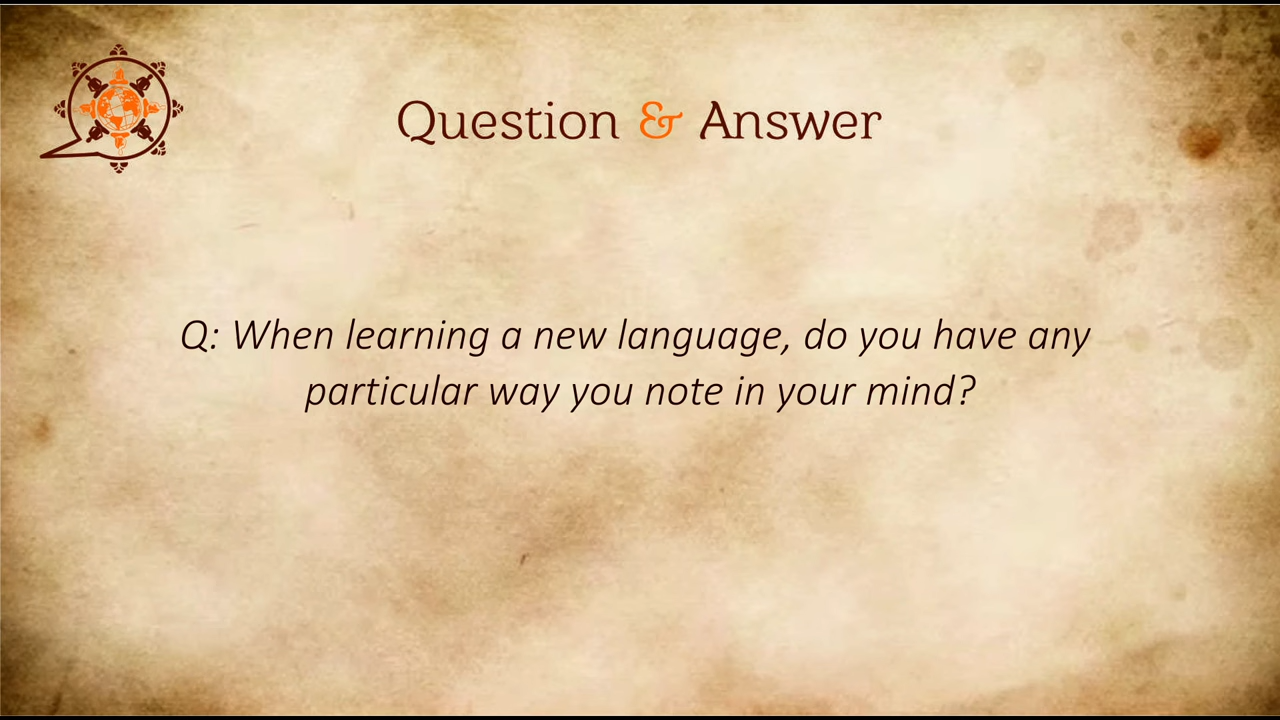 Question & Answer
Q: When learning a new language, do you have any
particular way you note in your mind?